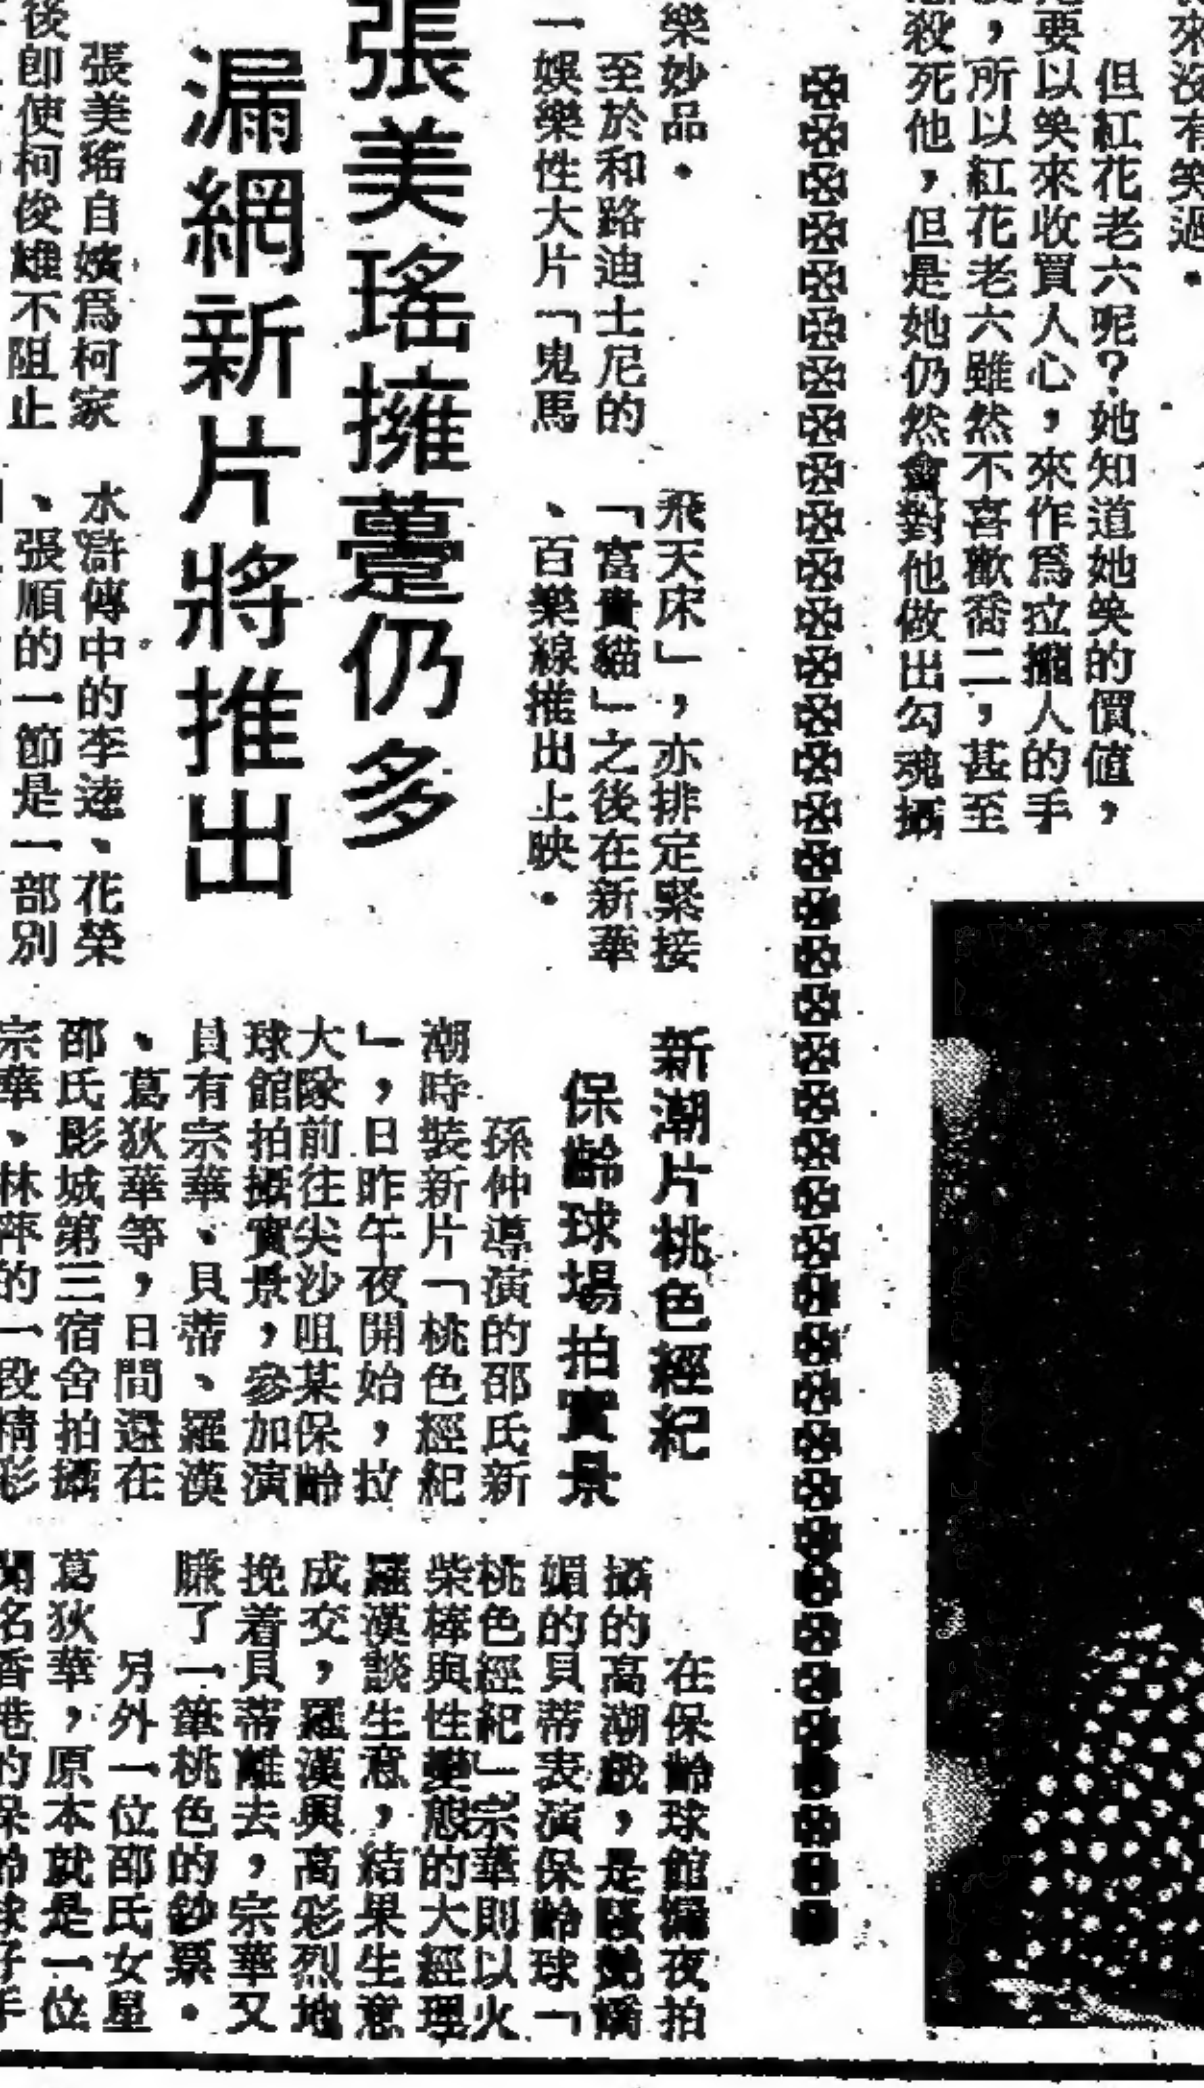 來沒有笑過。
但紅花老六呢？她知道她笑的價值，
要以笑來收買人心，來作爲拉攏人的手
，所以紅花老六雖然不喜歡喬二，甚至
殺死他，但是她仍然會對他做出勾魂攝
樂妙品。
至於和路迪士尼的
一娛樂性大片「鬼馬
飛天床」，亦排定緊接
「富貴貓」之後在新華
、百樂線推出上映。
張美瑤擁躉仍多
漏網新片將推出
張美瑤自嬪爲柯家
後卽使柯俊雄不阻止
水滸傳中的李逵、花榮
、張順的一節是一部別
新潮片桃色經紀
保齡球場拍實景
孫仲導演的邵氏新
潮時裝新片「桃色經紀
」，日昨午夜開始，拉
大隊前往尖沙咀某保齡
球館拍攝實景，參加演
員有宗華、貝蒂、羅漢
、葛狄華等，日間還在
邵氏影城第三宿舍拍攝
宗華、林萍的一段精彩
在保齡球館漏夜拍
攝的高潮戲，是騷艷嬌
媚的貝蒂表演保齡球「
桃色經紀」宗華則以火
柴棒與性變態的大經理
羅漢談生意，結果生意
成交，羅漢興高彩烈地
挽着貝蒂離去，宗華又
賺了一筆桃色的鈔票。
另外一位邵氏女星
葛狄華，原本就是一位
聞名香港的保齡球好手